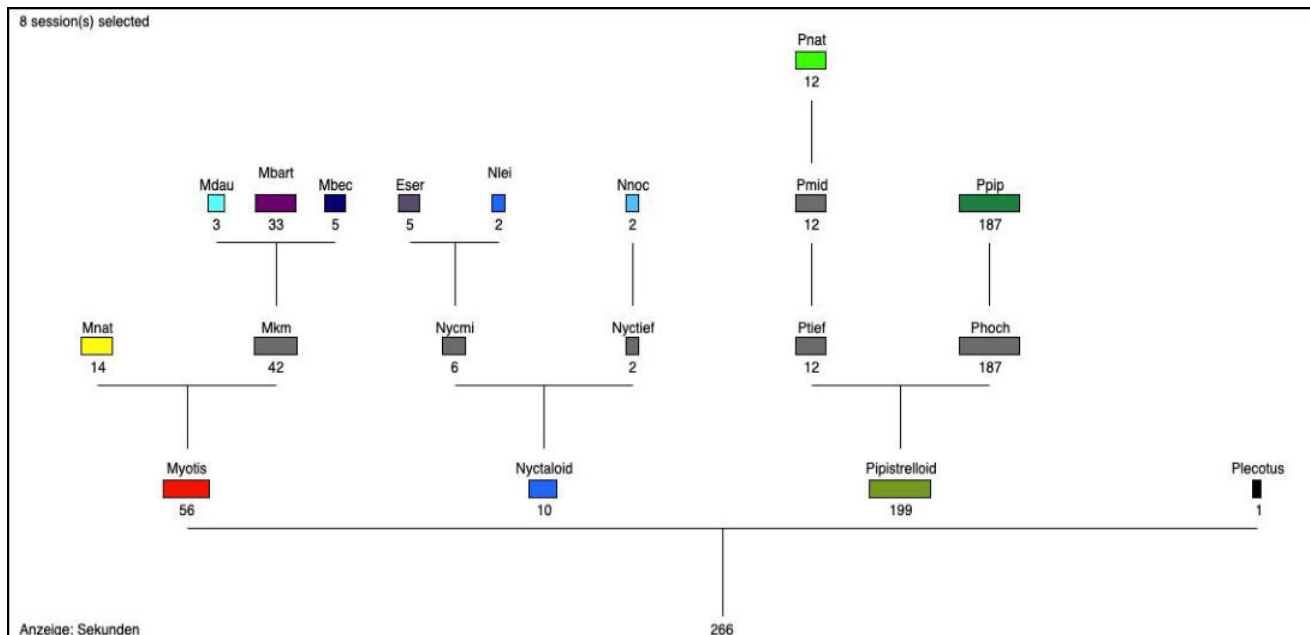 8 session(s) selected
Pnat
12
Mdau Mbart Mbec Eser Nlei Nnoc Pmid Ppip
3 33 5 5 2 2 12 187
Mnat Mkm Nycmi Nyctief Ptief Phoch
14 42 6 2 12 187
Myotis Nyctaloid Pipistrelloid Plecotus
56 10 199 1
Anzeige: Sekunden 266